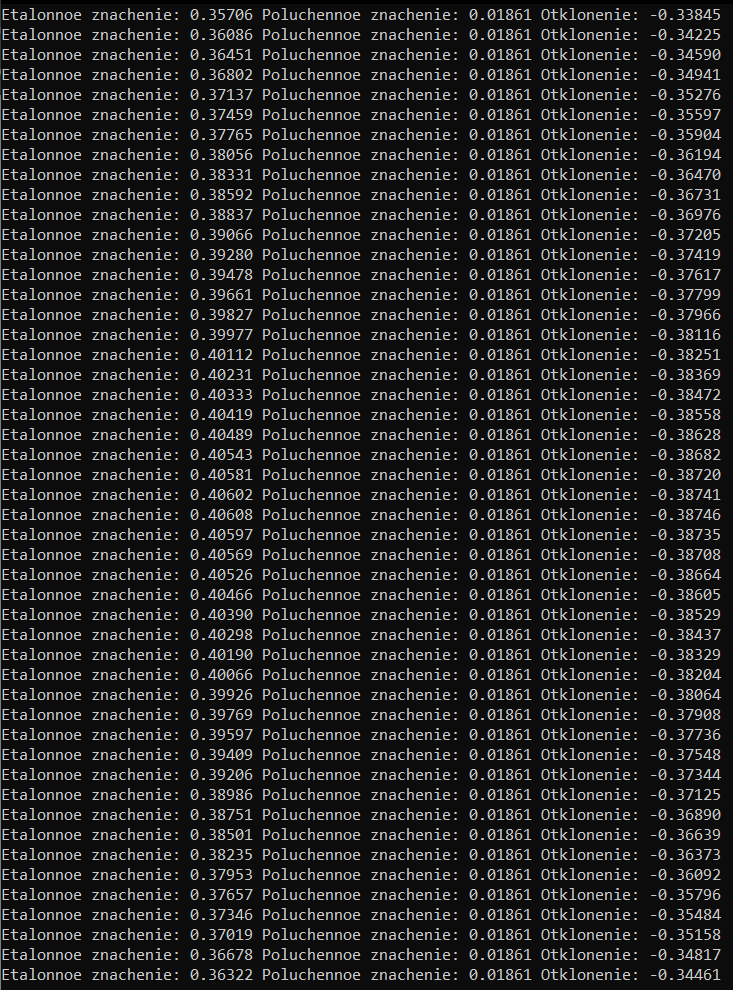 Etalonnoe znachenie: 0.35706 Poluchennoe znachenie: 0.01861 Otklonenie: -0.33845
Etalonnoe znachenie: 0.36086 Poluchennoe znachenie: 0.01861 Otklonenie: -0.34225
Etalonnoe znachenie: 0.36451 Poluchennoe znachenie: 0.01861 Otklonenie: -0.34590
Etalonnoe znachenie: 0.36802 Poluchennoe znachenie: 0.01861 Otklonenie: -0.34941
Etalonnoe znachenie: 0.37137 Poluchennoe znachenie: 0.01861 Otklonenie: -0.35276
Etalonnoe znachenie: 0.37459 Poluchennoe znachenie: 0.01861 Otklonenie: -0.35597
Etalonnoe znachenie: 0.37765 Poluchennoe znachenie: 0.01861 Otklonenie: -0.35904
Etalonnoe znachenie: 0.38056 Poluchennoe znachenie: 0.01861 Otklonenie: -0.36194
Etalonnoe znachenie: 0.38331 Poluchennoe znachenie: 0.01861 Otklonenie: -0.36470
Etalonnoe znachenie: 0.38592 Poluchennoe znachenie: 0.01861 Otklonenie: -0.36731
Etalonnoe znachenie: 0.38837 Poluchennoe znachenie: 0.01861 Otklonenie: -0.36976
Etalonnoe znachenie: 0.39066 Poluchennoe znachenie: 0.01861 Otklonenie: -0.37205
Etalonnoe znachenie: 0.39280 Poluchennoe znachenie: 0.01861 Otklonenie: -0.37419
Etalonnoe znachenie: 0.39478 Poluchennoe znachenie: 0.01861 Otklonenie: -0.37617
Etalonnoe znachenie: 0.39661 Poluchennoe znachenie: 0.01861 Otklonenie: -0.37799
Etalonnoe znachenie: 0.39827 Poluchennoe znachenie: 0.01861 Otklonenie: -0.37966
Etalonnoe znachenie: 0.39977 Poluchennoe znachenie: 0.01861 Otklonenie: -0.38116
Etalonnoe znachenie: 0.40112 Poluchennoe znachenie: 0.01861 Otklonenie: -0.38251
Etalonnoe znachenie: 0.40231 Poluchennoe znachenie: 0.01861 Otklonenie: -0.38369
Etalonnoe znachenie: 0.40333 Poluchennoe znachenie: 0.01861 Otklonenie: -0.38472
Etalonnoe znachenie: 0.40419 Poluchennoe znachenie: 0.01861 Otklonenie: -0.38558
Etalonnoe znachenie: 0.40489 Poluchennoe znachenie: 0.01861 Otklonenie: -0.38628
Etalonnoe znachenie: 0.40543 Poluchennoe znachenie: 0.01861 Otklonenie: -0.38682
Etalonnoe znachenie: 0.40581 Poluchennoe znachenie: 0.01861 Otklonenie: -0.38720
Etalonnoe znachenie: 0.40602 Poluchennoe znachenie: 0.01861 Otklonenie: -0.38741
Etalonnoe znachenie: 0.40608 Poluchennoe znachenie: 0.01861 Otklonenie: -0.38746
Etalonnoe znachenie: 0.40597 Poluchennoe znachenie: 0.01861 Otklonenie: -0.38735
Etalonnoe znachenie: 0.40569 Poluchennoe znachenie: 0.01861 Otklonenie: -0.38708
Etalonnoe znachenie: 0.40526 Poluchennoe znachenie: 0.01861 Otklonenie: -0.38664
Etalonnoe znachenie: 0.40466 Poluchennoe znachenie: 0.01861 Otklonenie: -0.38605
Etalonnoe znachenie: 0.40390 Poluchennoe znachenie: 0.01861 Otklonenie: -0.38529
Etalonnoe znachenie: 0.40298 Poluchennoe znachenie: 0.01861 Otklonenie: -0.38437
Etalonnoe znachenie: 0.40190 Poluchennoe znachenie: 0.01861 Otklonenie: -0.38329
Etalonnoe znachenie: 0.40066 Poluchennoe znachenie: 0.01861 Otklonenie: -0.38204
Etalonnoe znachenie: 0.39926 Poluchennoe znachenie: 0.01861 Otklonenie: -0.38064
Etalonnoe znachenie: 0.39769 Poluchennoe znachenie: 0.01861 Otklonenie: -0.37908
Etalonnoe znachenie: 0.39597 Poluchennoe znachenie: 0.01861 Otklonenie: -0.37736
Etalonnoe znachenie: 0.39409 Poluchennoe znachenie: 0.01861 Otklonenie: -0.37548
Etalonnoe znachenie: 0.39206 Poluchennoe znachenie: 0.01861 Otklonenie: -0.37344
Etalonnoe znachenie: 0.38986 Poluchennoe znachenie: 0.01861 Otklonenie: -0.37125
Etalonnoe znachenie: 0.38751 Poluchennoe znachenie: 0.01861 Otklonenie: -0.36890
Etalonnoe znachenie: 0.38501 Poluchennoe znachenie: 0.01861 Otklonenie: -0.36639
Etalonnoe znachenie: 0.38235 Poluchennoe znachenie: 0.01861 Otklonenie: -0.36373
Etalonnoe znachenie: 0.37953 Poluchennoe znachenie: 0.01861 Otklonenie: -0.36092
Etalonnoe znachenie: 0.37657 Poluchennoe znachenie: 0.01861 Otklonenie: -0.35796
Etalonnoe znachenie: 0.37346 Poluchennoe znachenie: 0.01861 Otklonenie: -0.35484
Etalonnoe znachenie: 0.37019 Poluchennoe znachenie: 0.01861 Otklonenie: -0.35158
Etalonnoe znachenie: 0.36678 Poluchennoe znachenie: 0.01861 Otklonenie: -0.34817
Etalonnoe znachenie: 0.36322 Poluchennoe znachenie: 0.01861 Otklonenie: -0.34461